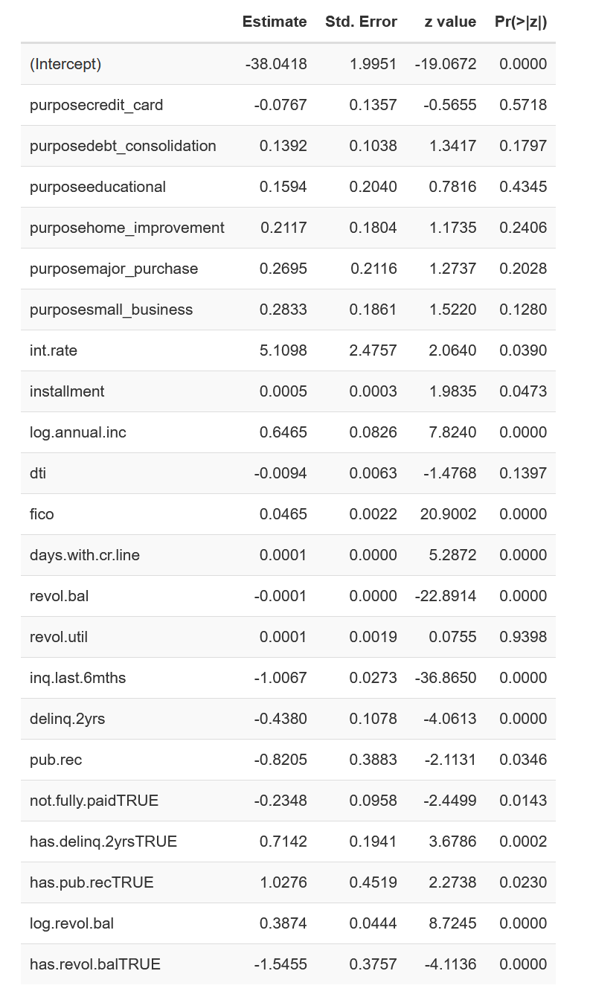 Estimate Std. Error z value Pr(>|z|)
(Intercept) -38.0418 1.9951 -19.0672 0.0000
purposecredit_card -0.0767 0.1357 -0.5655 0.5718
purposedebt_consolidation 0.1392 0.1038 1.3417 0.1797
purposeeducational 0.1594 0.2040 0.7816 0.4345
purposehome_improvement 0.2117 0.1804 1.1735 0.2406
purposemajor_purchase 0.2695 0.2116 1.2737 0.2028
purposesmall_business 0.2833 0.1861 1.5220 0.1280
int.rate 5.1098 2.4757 2.0640 0.0390
installment 0.0005 0.0003 1.9835 0.0473
log.annual.inc 0.6465 0.0826 7.8240 0.0000
dti -0.0094 0.0063 -1.4768 0.1397
fico 0.0465 0.0022 20.9002 0.0000
days.with.cr.line 0.0001 0.0000 5.2872 0.0000
revol.bal -0.0001 0.0000 -22.8914 0.0000
revol.util 0.0001 0.0019 0.0755 0.9398
inq.last.6mths -1.0067 0.0273 -36.8650 0.0000
delinq.2yrs -0.4380 0.1078 -4.0613 0.0000
pub.rec -0.8205 0.3883 -2.1131 0.0346
not.fully.paidTRUE -0.2348 0.0958 -2.4499 0.0143
has.delinq.2yrsTRUE 0.7142 0.1941 3.6786 0.0002
has.pub.recTRUE 1.0276 0.4519 2.2738 0.0230
log.revol.bal 0.3874 0.0444 8.7245 0.0000
has.revol.balTRUE -1.5455 0.3757 -4.1136 0.0000